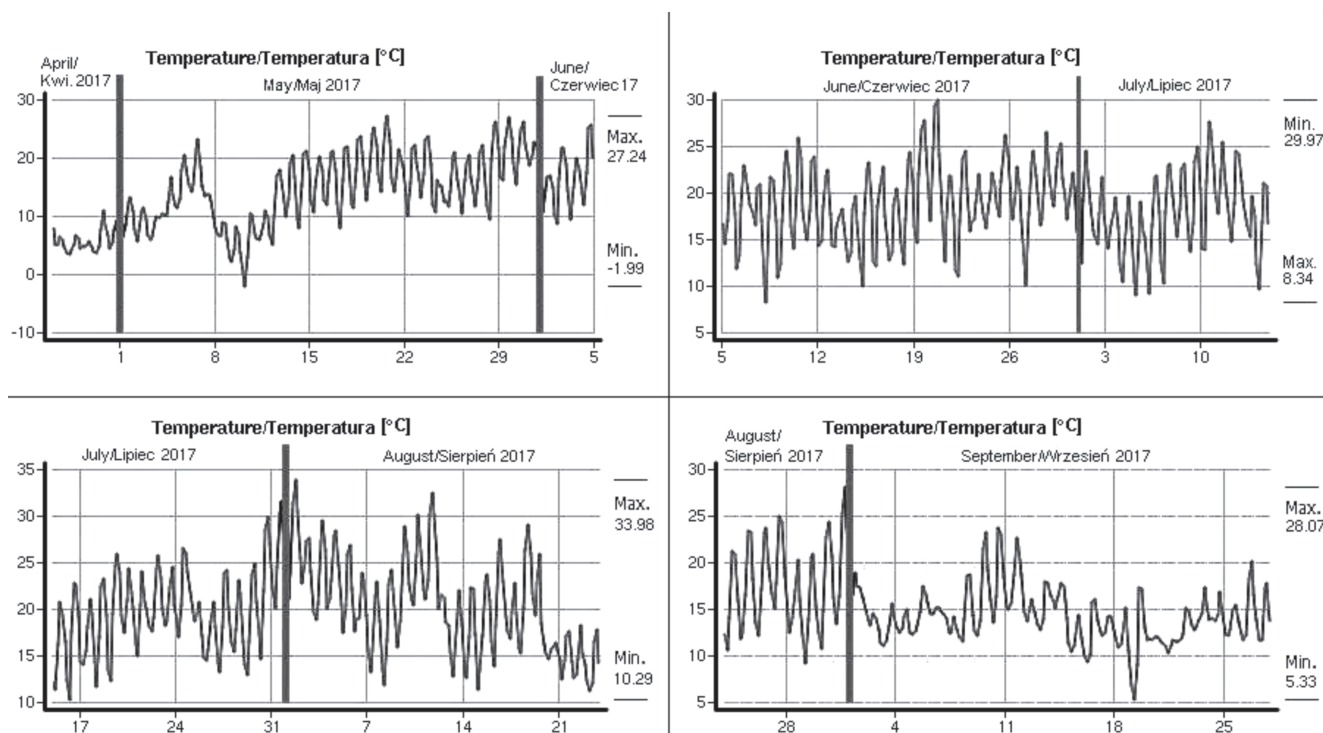 Temperature/Temperatura [°C]
April/
Kwi. 2017
May/Maj 2017
June/
Czerwiec 17
30
20
10
0
-10
Max.
27.24
Min.
-1.99
1 8 15 22 29 5
Temperature/Temperatura [°C]
June/Czerwiec 2017
July/Lipiec 2017
30
25
20
15
10
5
Min.
29.97
Max.
8.34
5 12 19 26 3 10
Temperature/Temperatura [°C]
July/Lipiec 2017
August/Sierpień 2017
35
30
25
20
15
10
Max.
33.98
Min.
10.29
17 24 31 7 14 21
Temperature/Temperatura [°C]
August/
Sierpień 2017
September/Wrzesień 2017
30
25
20
15
10
5
Max.
28.07
Min.
5.33
28 4 11 18 25